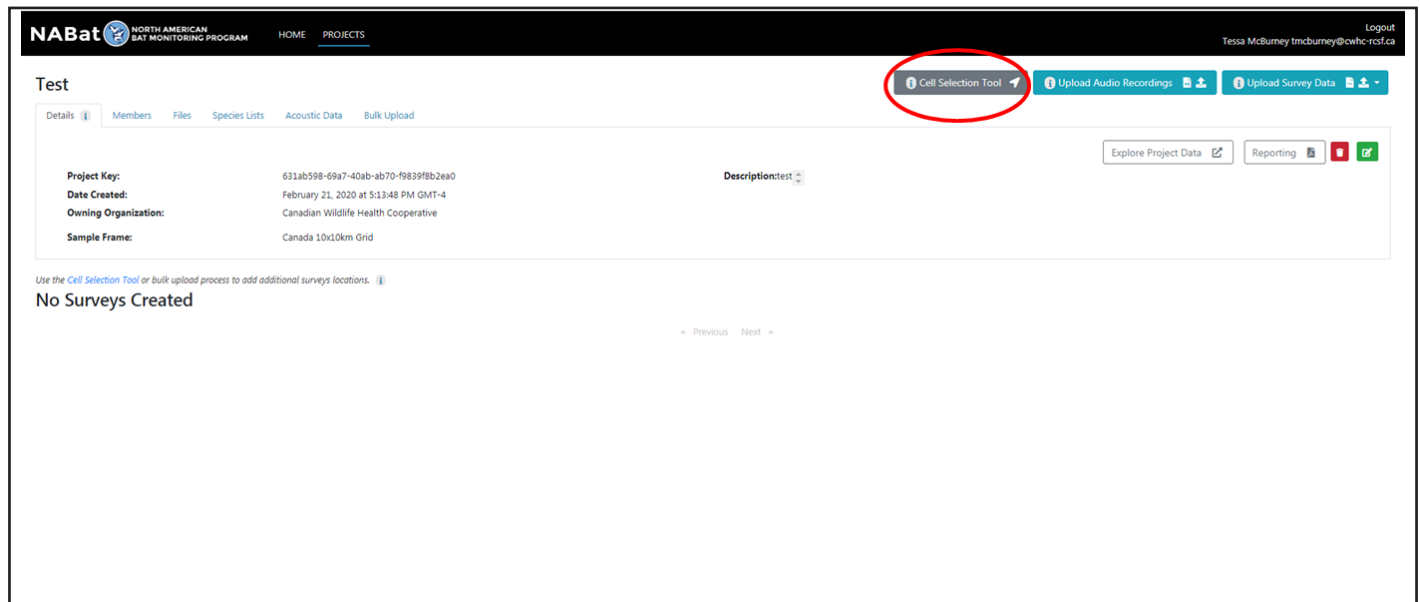 NABat NORTH AMERICAN BAT MONITORING PROGRAM HOME PROJECTS
Logout
Tessa McBurney tmcburney@cwhc-rcsf.ca
Test
Cell Selection Tool Upload Audio Recordings Upload Survey Data
Details i Members Files Species Lists Acoustic Data Bulk Upload
Explore Project Data Reporting
Project Key: 631ab598-69a7-40ab-ab70-f9839f8b2ea0 Description:test
Date Created: February 21, 2020 at 5:13:48 PM GMT-4
Owning Organization: Canadian Wildlife Health Cooperative
Sample Frame: Canada 10x10km Grid
Use the Cell Selection Tool or bulk upload process to add additional surveys locations. i
No Surveys Created
« Previous Next »